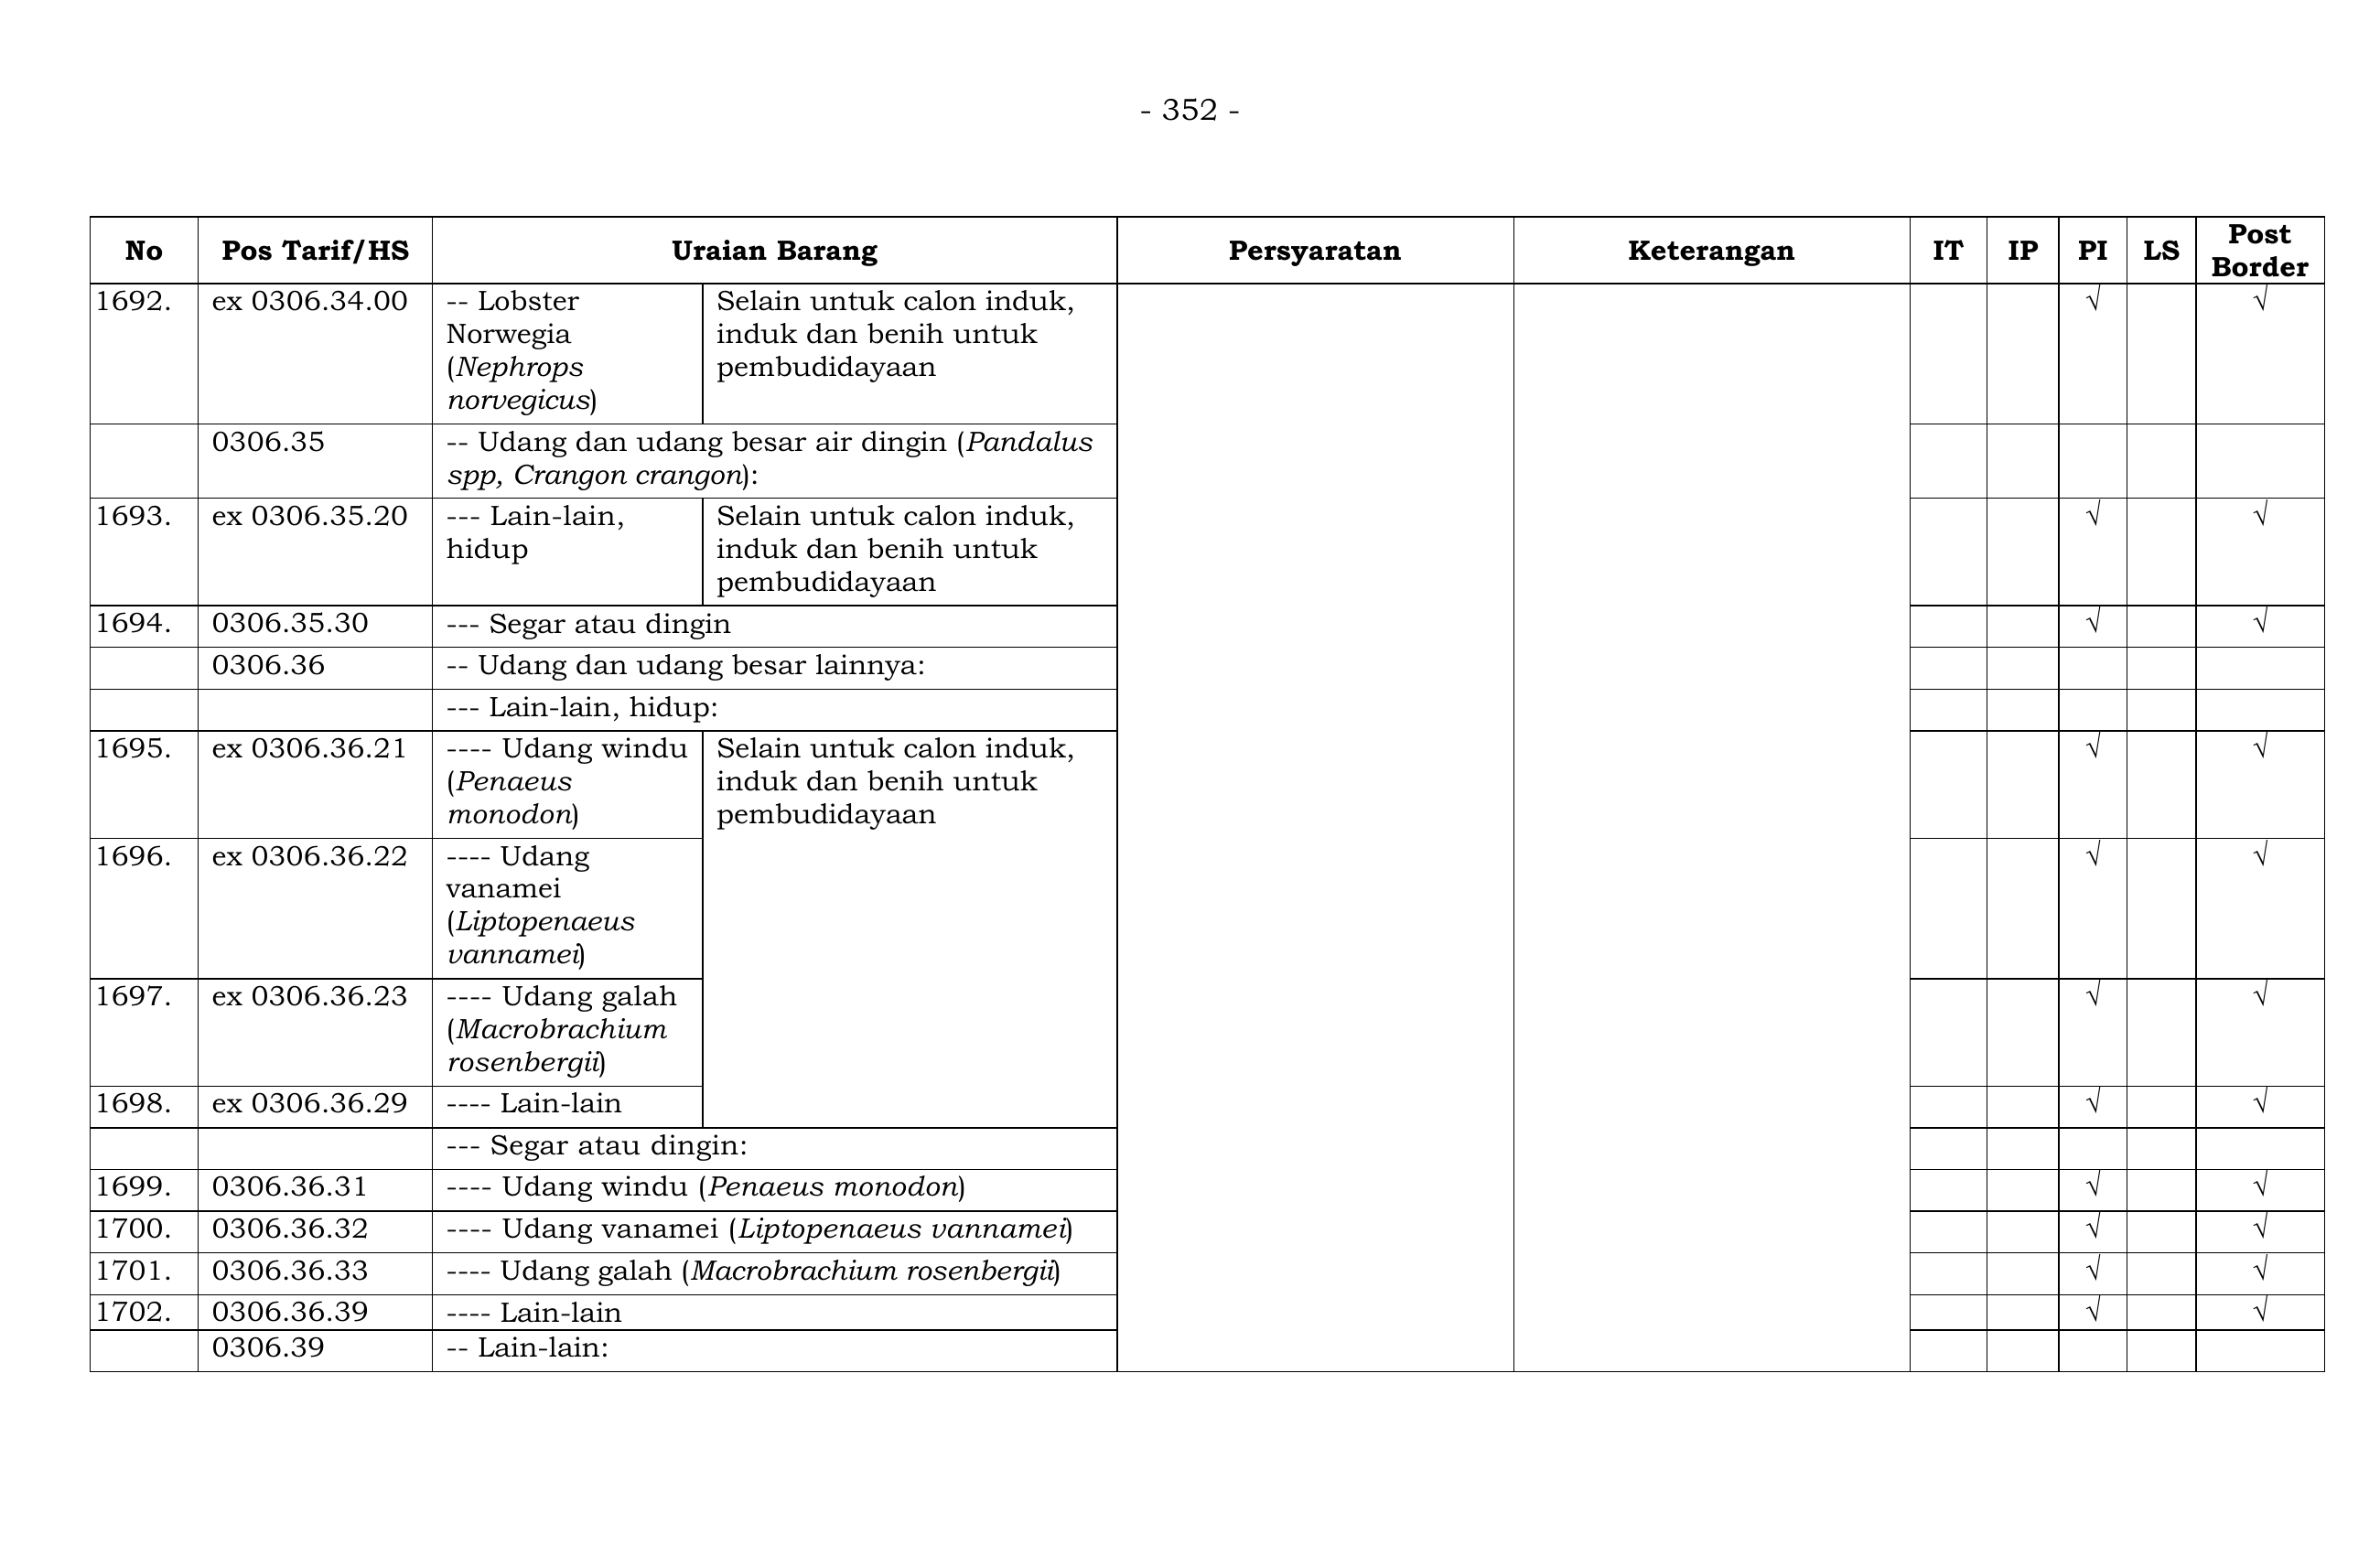 - 352 -
No Pos Tarif/HS Uraian Barang Persyaratan Keterangan IT IP PI LS Post Border
1692. ex 0306.34.00 -- Lobster Selain untuk calon induk, √ √
Norwegia induk dan benih untuk
(Nephrops pembudidayaan
norvegicus)
0306.35 -- Udang dan udang besar air dingin (Pandalus
spp, Crangon crangon):
1693. ex 0306.35.20 --- Lain-lain, Selain untuk calon induk, √ √
hidup induk dan benih untuk
pembudidayaan
1694. 0306.35.30 --- Segar atau dingin √ √
0306.36 -- Udang dan udang besar lainnya:
--- Lain-lain, hidup:
1695. ex 0306.36.21 ---- Udang windu Selain untuk calon induk, √ √
(Penaeus induk dan benih untuk
monodon) pembudidayaan
1696. ex 0306.36.22 ---- Udang √ √
vanamei
(Liptopenaeus
vannamei)
1697. ex 0306.36.23 ---- Udang galah √ √
(Macrobrachium
rosenbergii)
1698. ex 0306.36.29 ---- Lain-lain √ √
--- Segar atau dingin:
1699. 0306.36.31 ---- Udang windu (Penaeus monodon) √ √
1700. 0306.36.32 ---- Udang vanamei (Liptopenaeus vannamei) √ √
1701. 0306.36.33 ---- Udang galah (Macrobrachium rosenbergii) √ √
1702. 0306.36.39 ---- Lain-lain √ √
0306.39 -- Lain-lain: